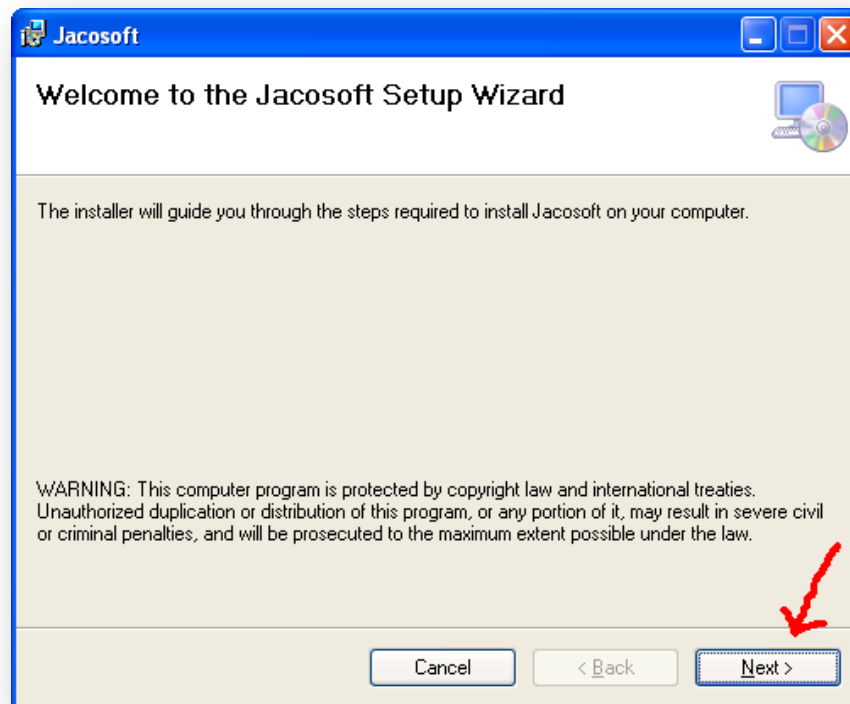 Jacosoft
Welcome to the Jacosoft Setup Wizard
The installer will guide you through the steps required to install Jacosoft on your computer.
WARNING: This computer program is protected by copyright law and international treaties.
Unauthorized duplication or distribution of this program, or any portion of it, may result in severe civil
or criminal penalties, and will be prosecuted to the maximum extent possible under the law.
Cancel < Back Next >